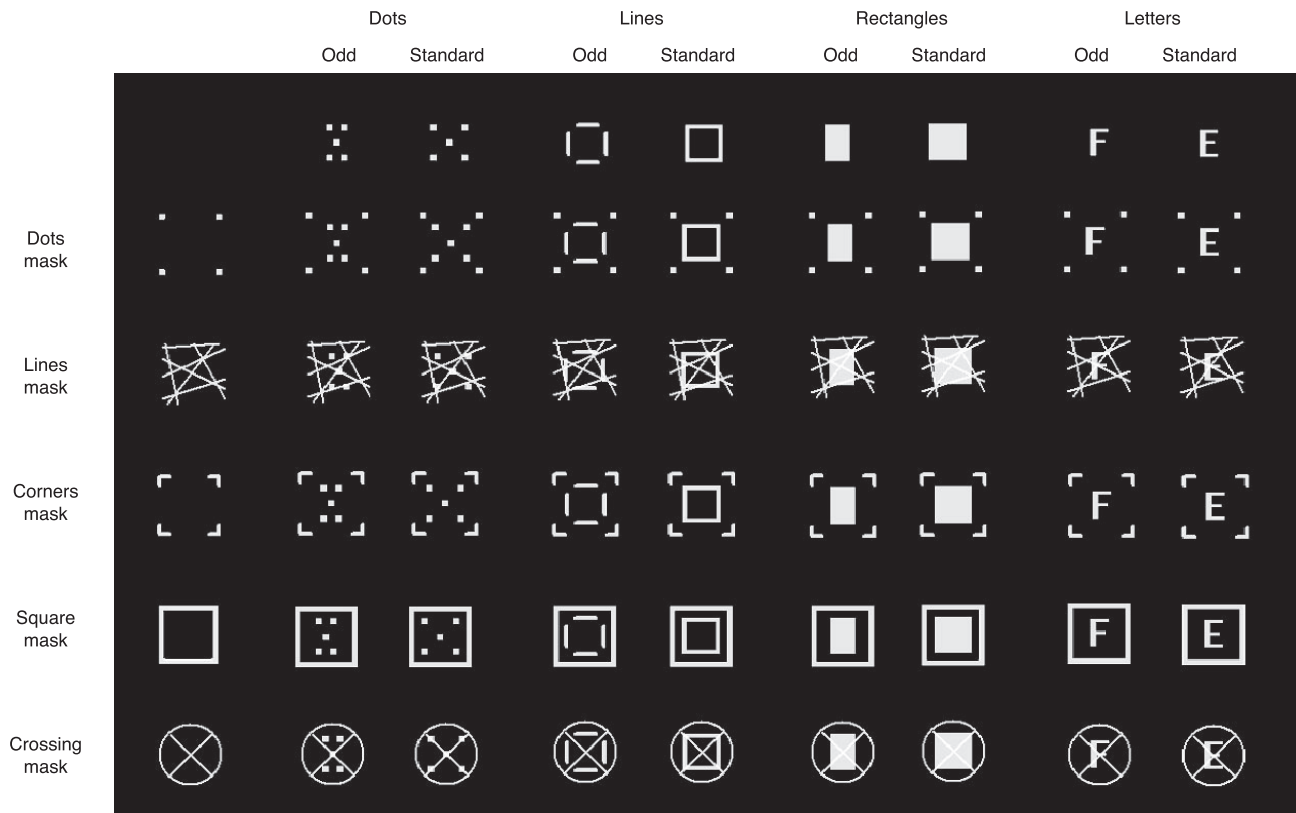 Dots Lines Rectangles Letters
Odd Standard Odd Standard Odd Standard Odd Standard
F E
Dots
mask
F E
Lines
mask
F E
Corners
mask
F E
Square
mask
F E
Crossing
mask
F E